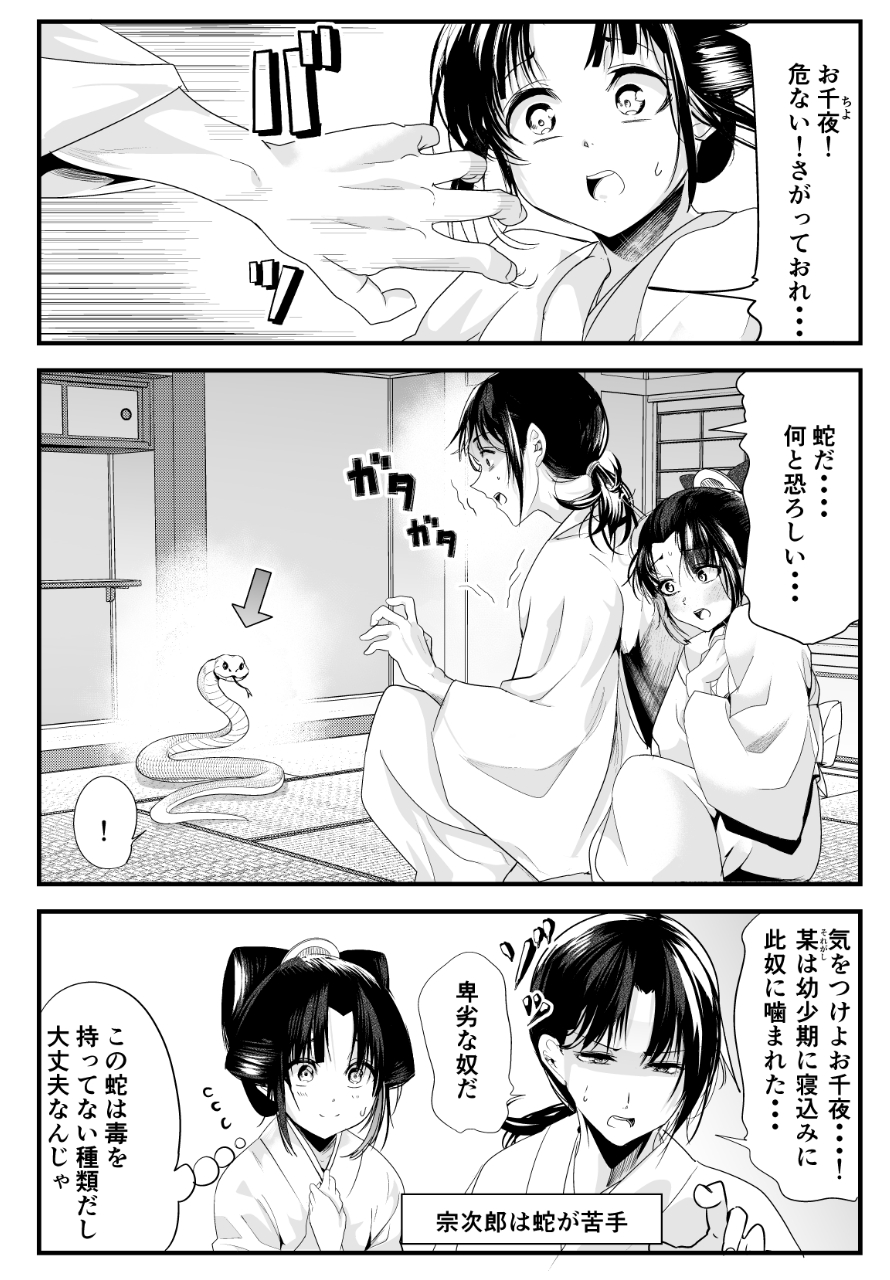 お千夜！
ちよ
危ない！さがっておれ・・・
バッ
バッ
蛇だ・・・・
何と恐ろしい・・・
ガタ
ガタ
！
気をつけよお千夜・・・！
某は幼少期に寝込みに
それがし
此奴に噛まれた・・・
卑劣な奴だ
この蛇は毒を
持ってない種類だし
大丈夫なんじゃ
宗次郎は蛇が苦手